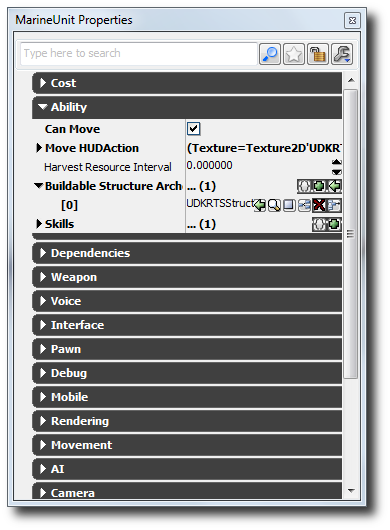 MarineUnit Properties
Type here to search
Cost
Ability
Can Move
Move HUDAction (Texture=Texture2D'UDKRT
Harvest Resource Interval 0.000000
Buildable Structure Arch ... (1)
[0] UDKRTSStruct
Skills ... (1)
Dependencies
Weapon
Voice
Interface
Pawn
Debug
Mobile
Rendering
Movement
AI
Camera